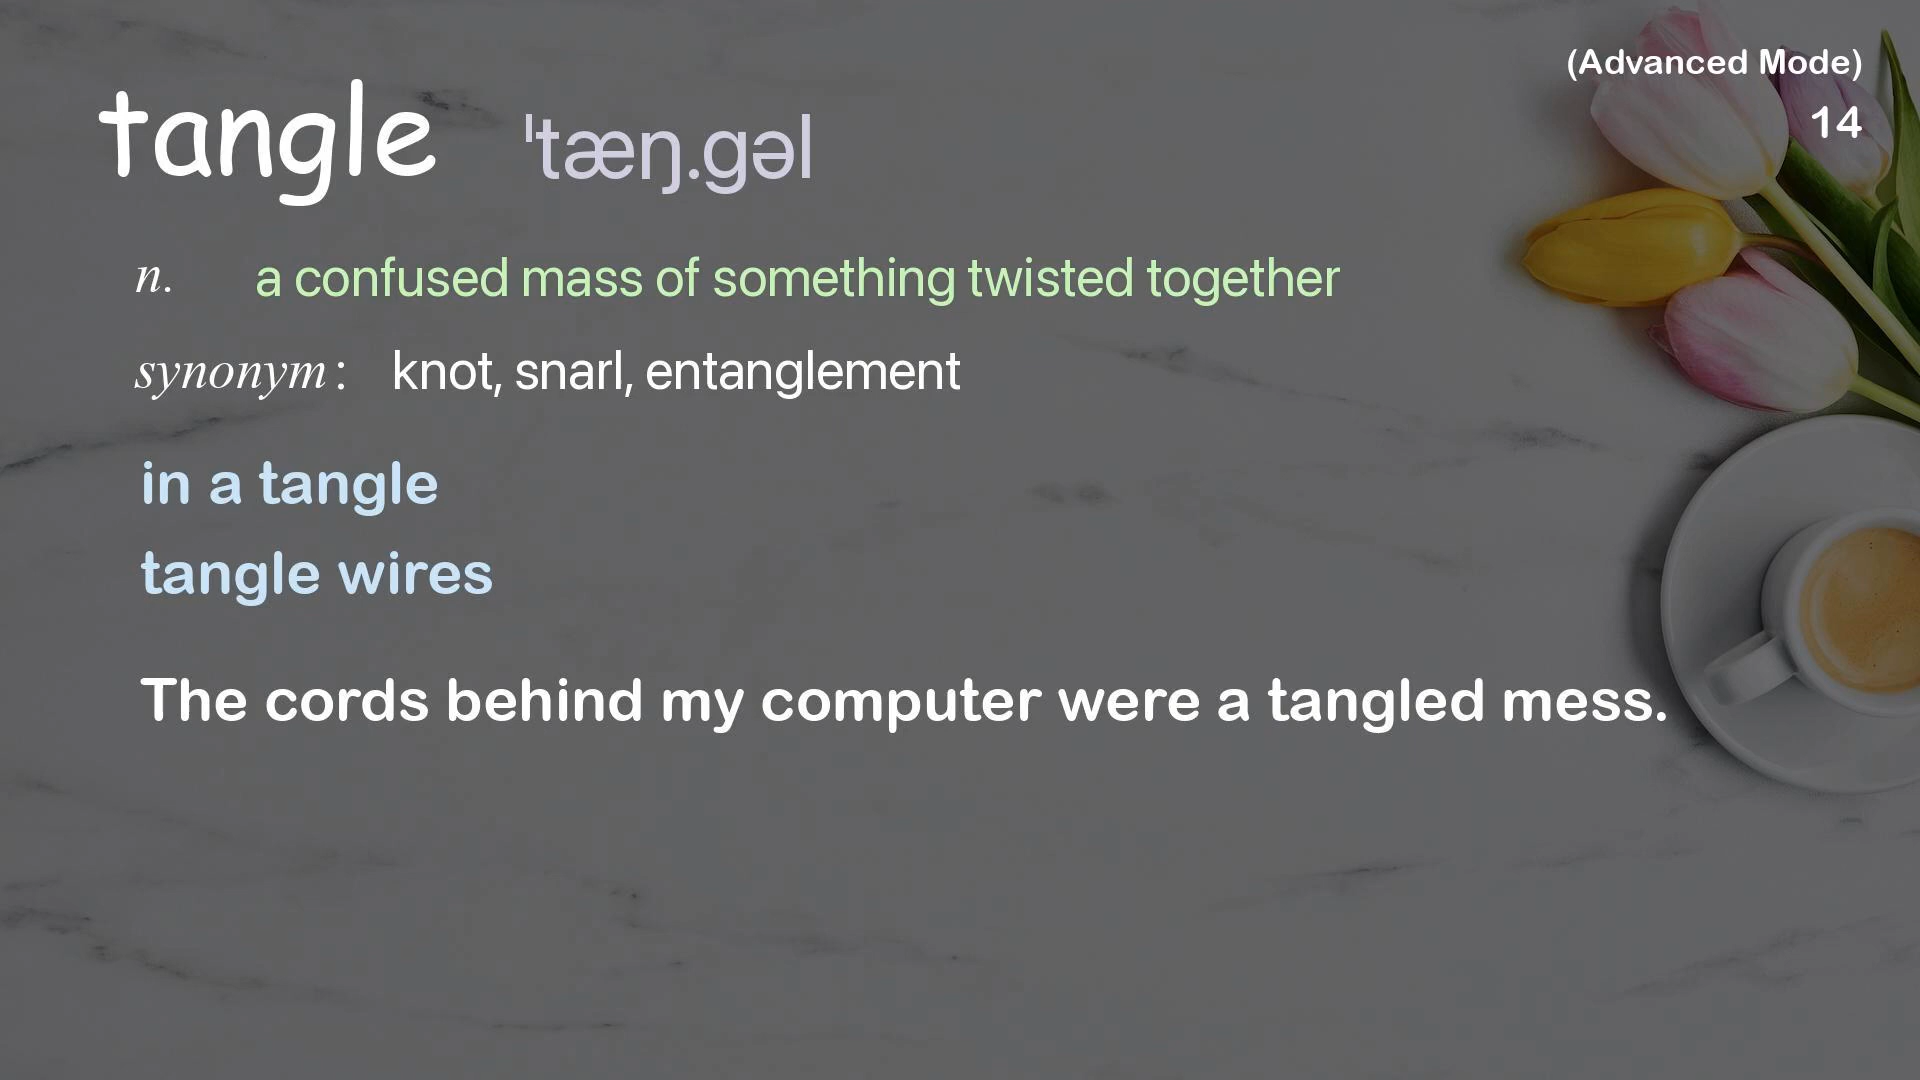 (Advanced Mode)
14
tangle ˈtæŋ.gəl
n. a confused mass of something twisted together
synonym: knot, snarl, entanglement
in a tangle
tangle wires
The cords behind my computer were a tangled mess.